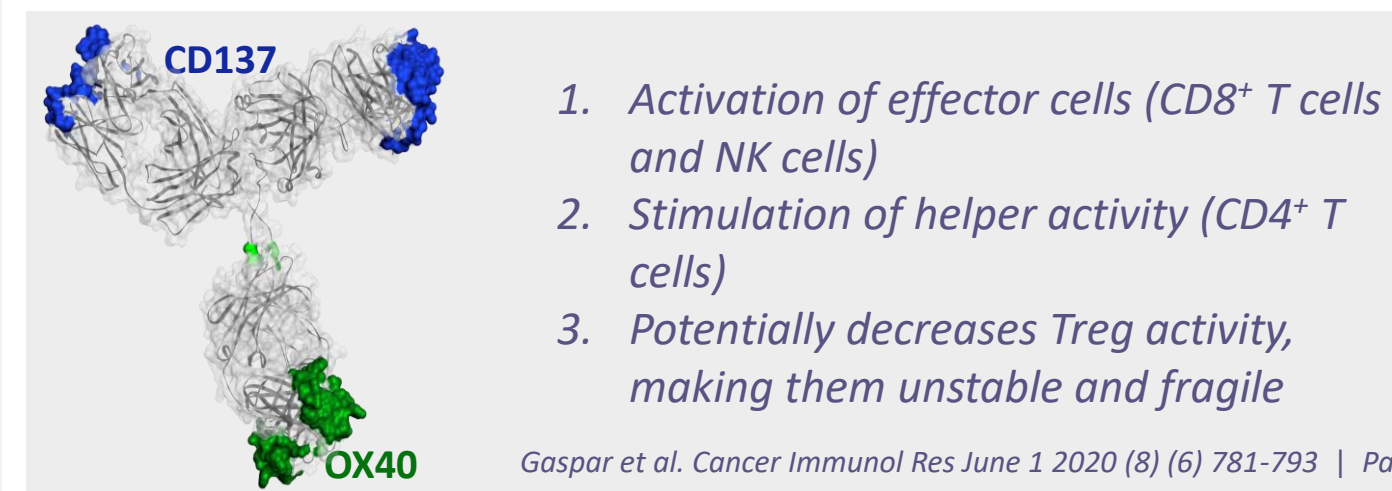 CD137
1. Activation of effector cells (CD8⁺ T cells
and NK cells)
2. Stimulation of helper activity (CD4⁺ T
cells)
3. Potentially decreases Treg activity,
making them unstable and fragile
OX40
Gaspar et al. Cancer Immunol Res June 1 2020 (8) (6) 781-793 | Pa